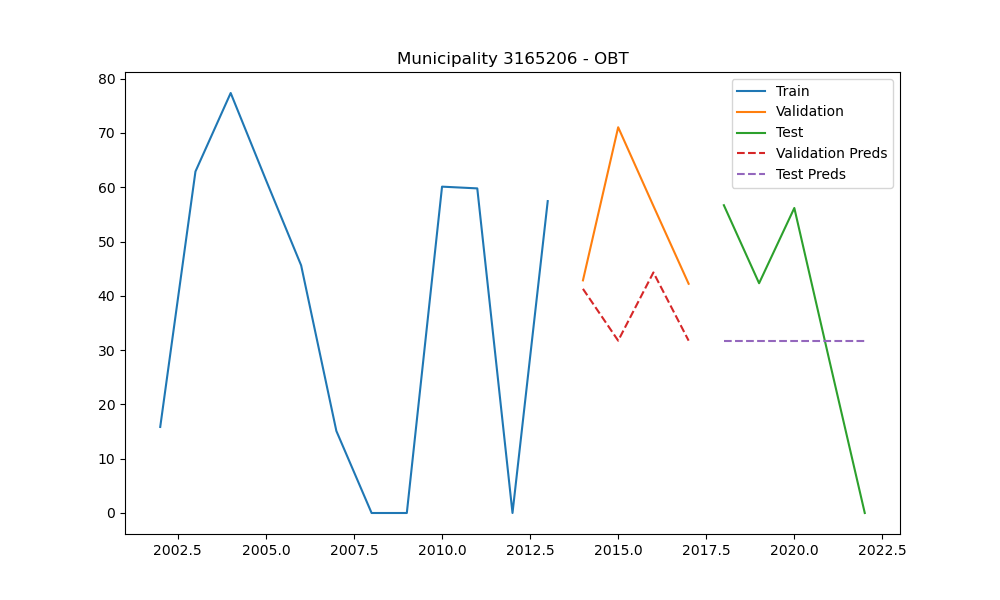 Municipality 3165206 - OBT
80
70
60
50
40
30
20
10
0
2002.5 2005.0 2007.5 2010.0 2012.5 2015.0 2017.5 2020.0 2022.5
Train
Validation
Test
Validation Preds
Test Preds